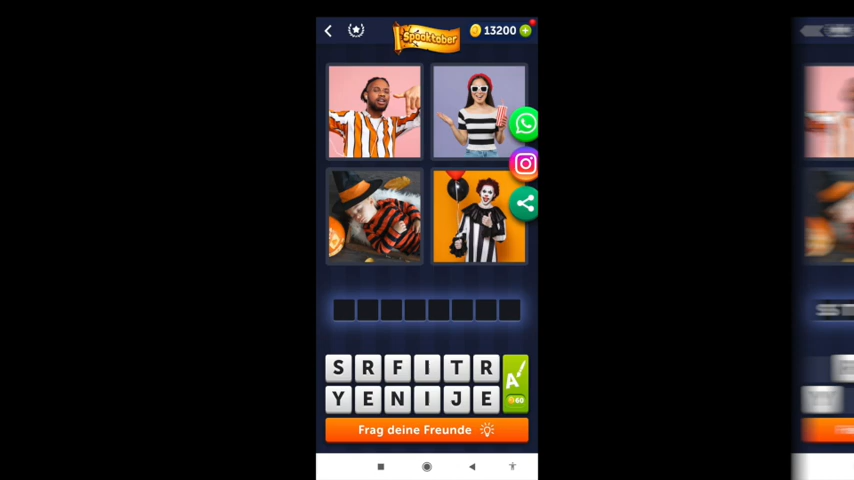 Spooktober
13200
S R F I T R
Y E N I J E
A
60
Frag deine Freunde